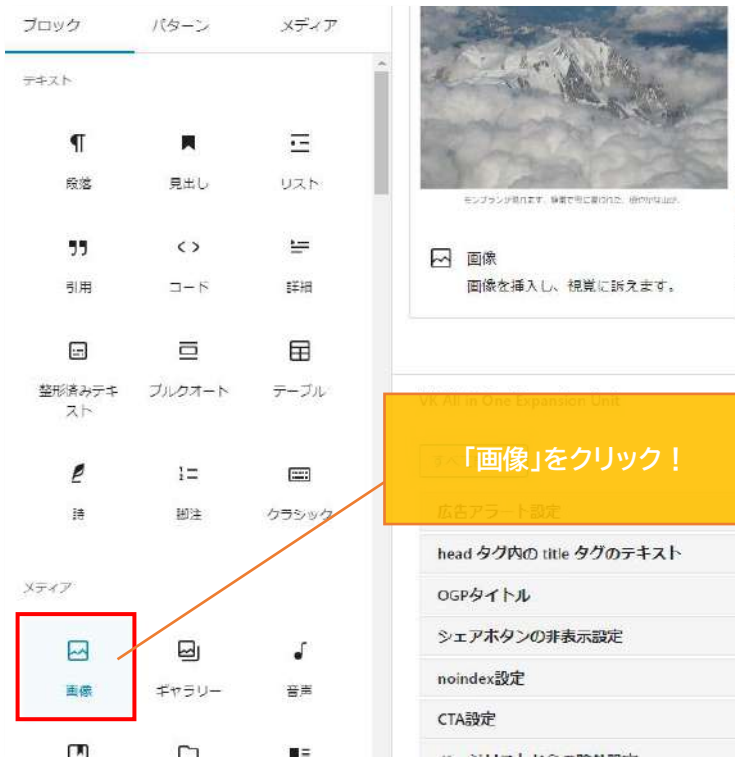 ブロック
パターン
メディア
テキスト
段落
見出し
リスト
引用
コード
詳細
整形済みテキ
スト
プルクオート
テーブル
詩
脚注
クラシック
メディア
画像
ギャラリー
音声
画像
画像を挿入し、視覚に訴えます。
VK All in One Expansion Unit
「画像」をクリック！
広告アラート設定
head タグ内の title タグのテキスト
OGPタイトル
シェアボタンの非表示設定
noindex設定
CTA設定